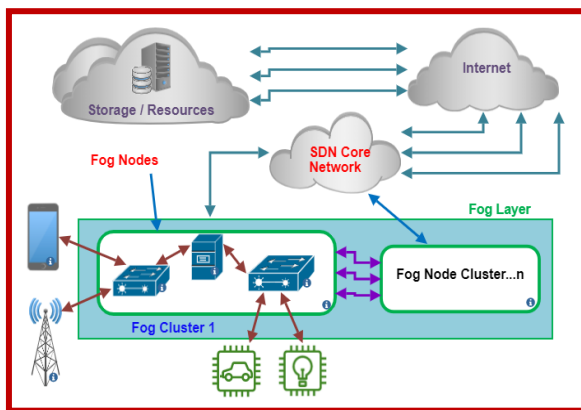 Storage / Resources
Internet
SDN Core
Network
Fog Nodes
Fog Layer
Fog Node Cluster...n
Fog Cluster 1